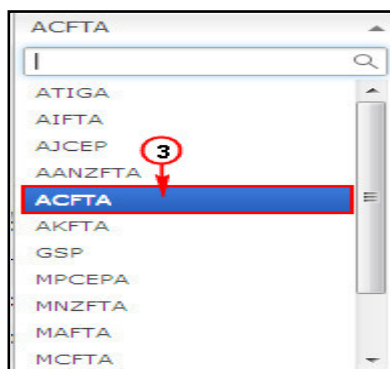 ACFTA
ATIGA
AIFTA
AJCEP
3
AANZFTA
ACFTA
AKFTA
GSP
MPCEPA
MNZFTA
MAFTA
MCFTA